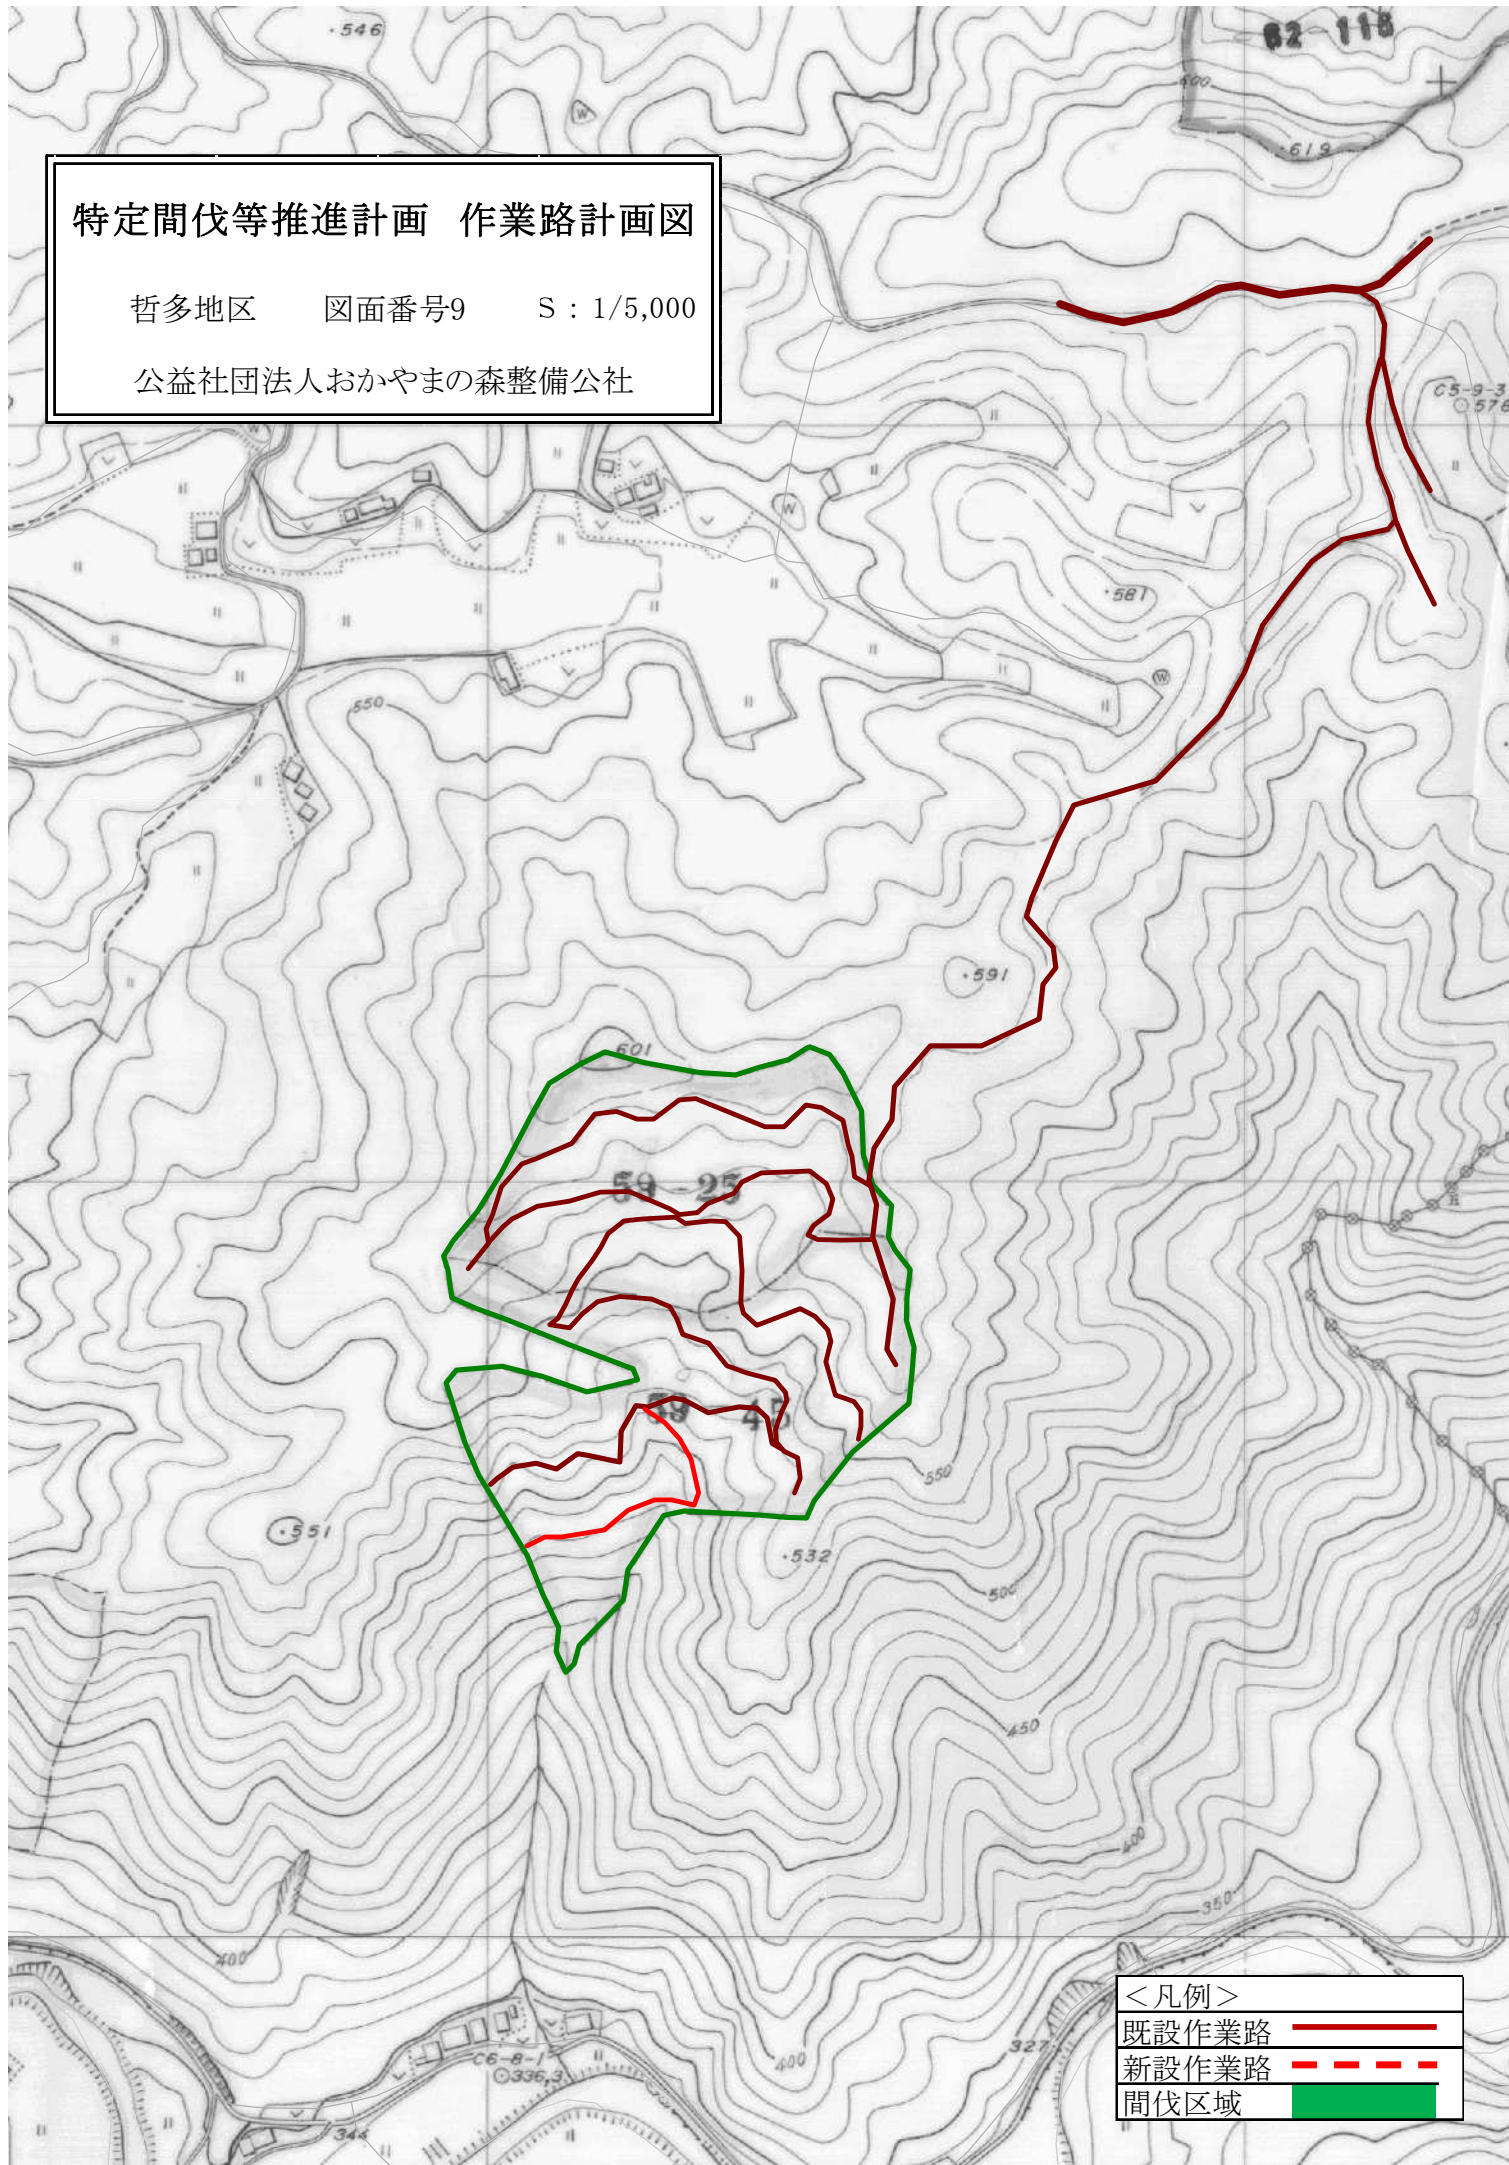 ・546
62-116
600
・619
特定間伐等推進計画　作業路計画図
哲多地区　図面番号9　S：1/5,000
公益社団法人おかやまの森整備公社
C5-9-3
578
W
W
・581
W
550
・591
601
59-25
59-45
550
・551
・532
500
450
400
350
400
＜凡例＞
既設作業路
新設作業路
間伐区域
327
400
C6-8-1
336.3
344